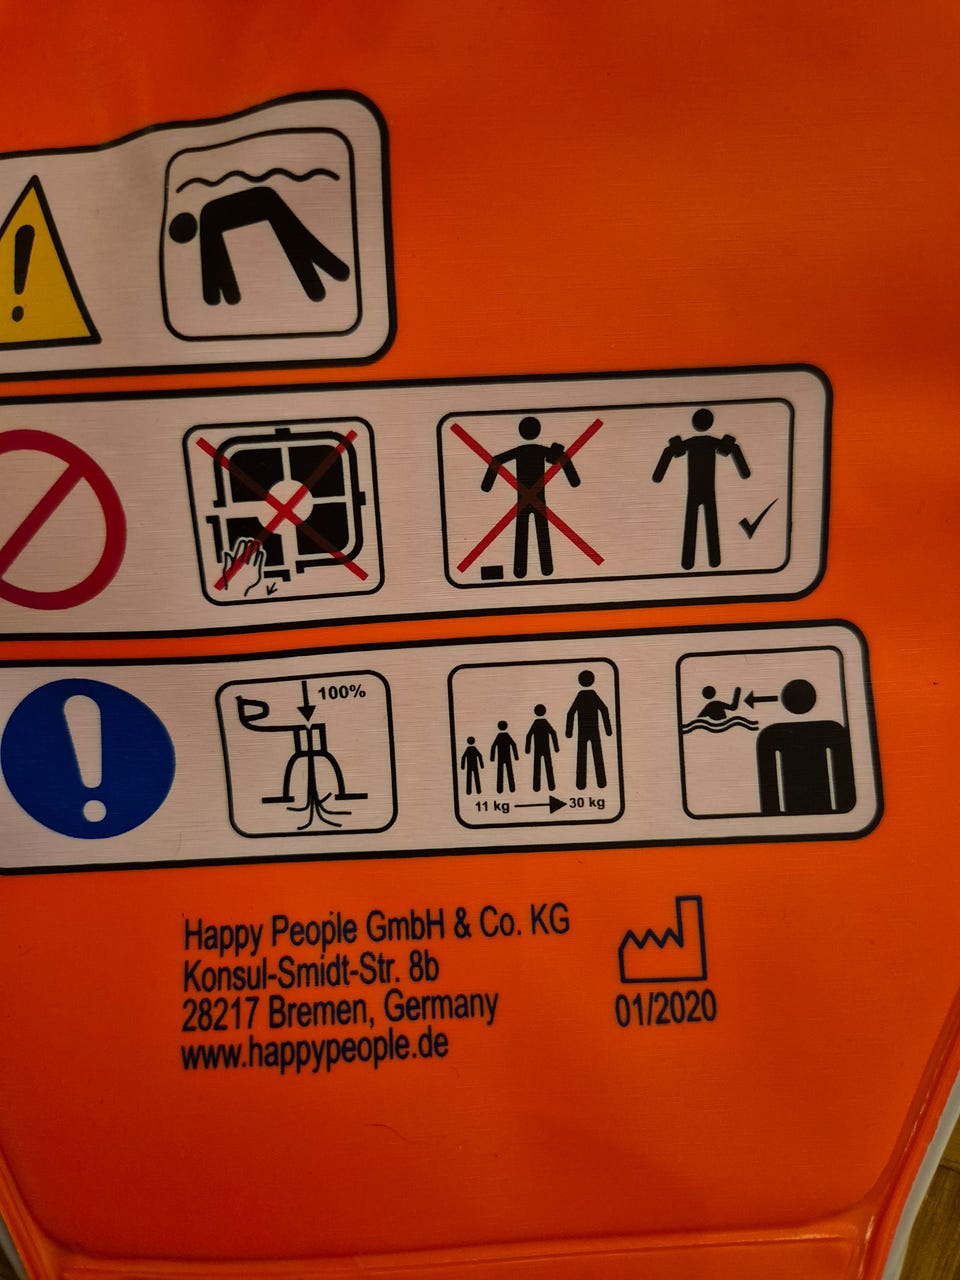 100%
11 kg
30 kg
Happy People GmbH & Co. KG
Konsul-Smidt-Str. 8b
28217 Bremen, Germany
www.happypeople.de
01/2020